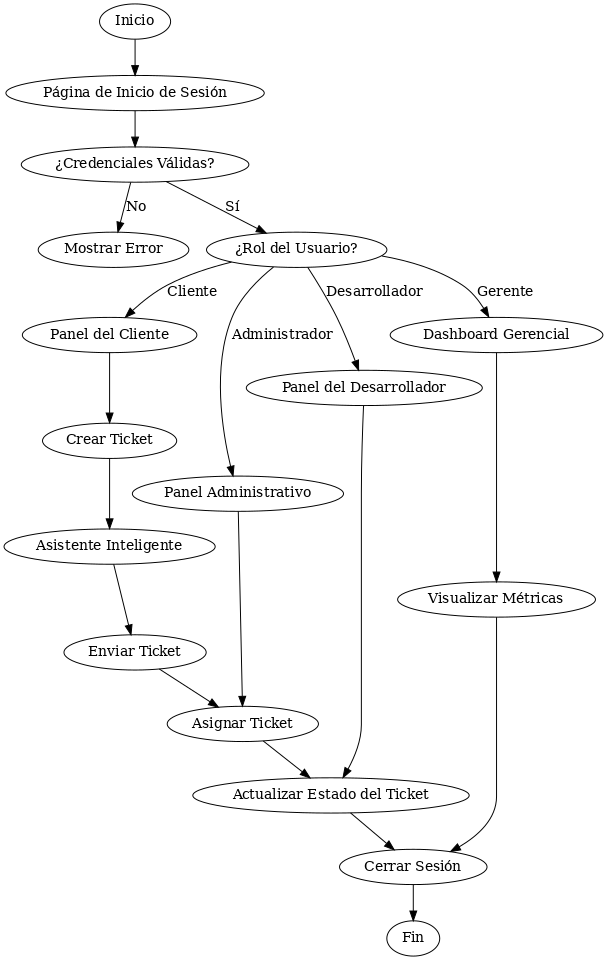 Inicio
Página de Inicio de Sesión
¿Credenciales Válidas?
No
Sí
Mostrar Error
¿Rol del Usuario?
Cliente
Desarrollador
Gerente
Panel del Cliente
Administrador
Dashboard Gerencial
Panel del Desarrollador
Crear Ticket
Panel Administrativo
Asistente Inteligente
Visualizar Métricas
Enviar Ticket
Asignar Ticket
Actualizar Estado del Ticket
Cerrar Sesión
Fin